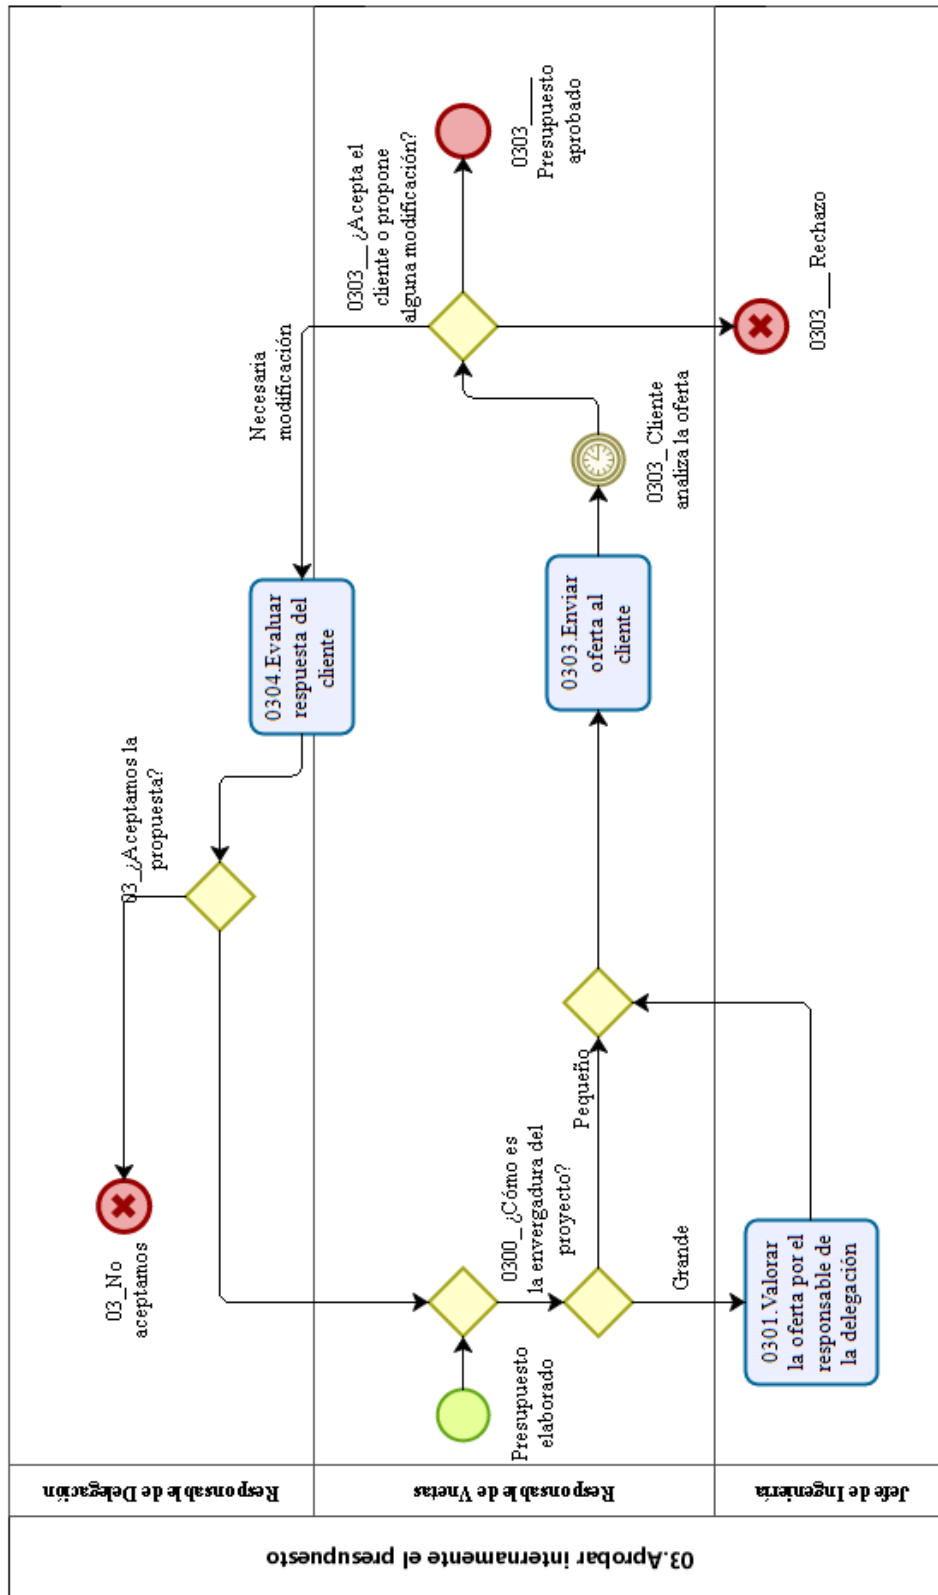 03.Aprobar internamente el presupuesto
Responsable de Delegación
Responsable de Vnetas
Jefe de Ingeniería
03_No
aceptamos
03_¿Aceptamos la
propuesta?
0304.Evaluar
respuesta del
cliente
Necesaria
modificación
Presupuesto
elaborado
0300_¿Cómo es
la envergadura del
proyecto?
Pequeño
Grande
0303.Enviar
oferta al
cliente
0303_Cliente
analiza la oferta
0303__¿Acepta el
cliente o propone
alguna modificación?
0303____
Presupuesto
aprobado
0301.Valorar
la oferta por el
responsable de
la delegación
0303___Rechazo